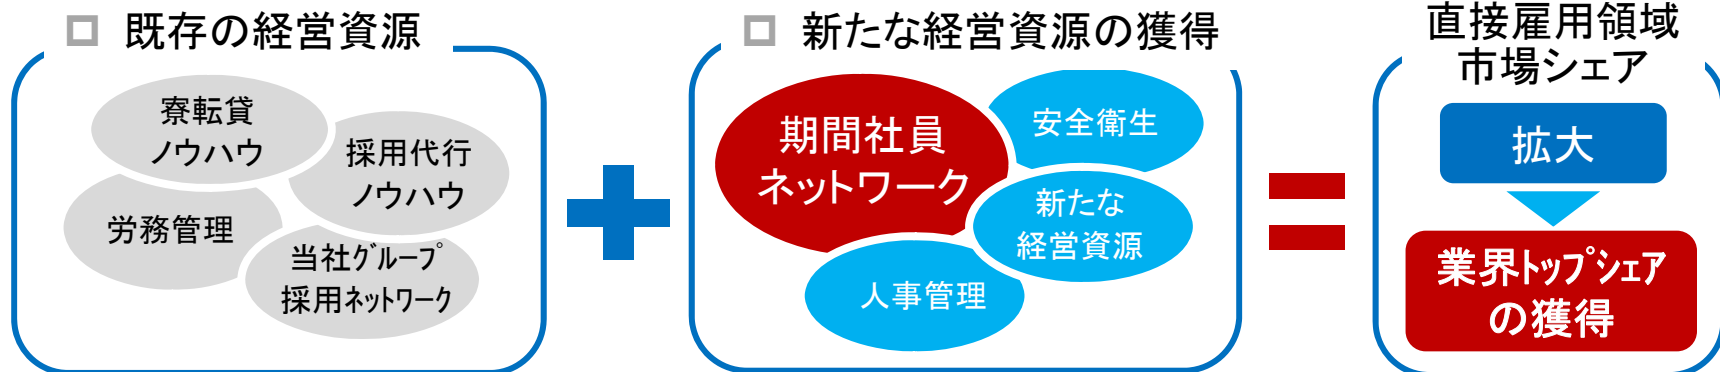 既存の経営資源
寮転貸
ノウハウ
採用代行
ノウハウ
労務管理
当社グループ
採用ネットワーク
新たな経営資源の獲得
期間社員
ネットワーク
安全衛生
新たな
経営資源
人事管理
直接雇用領域
市場シェア
拡大
業界トップシェア
の獲得